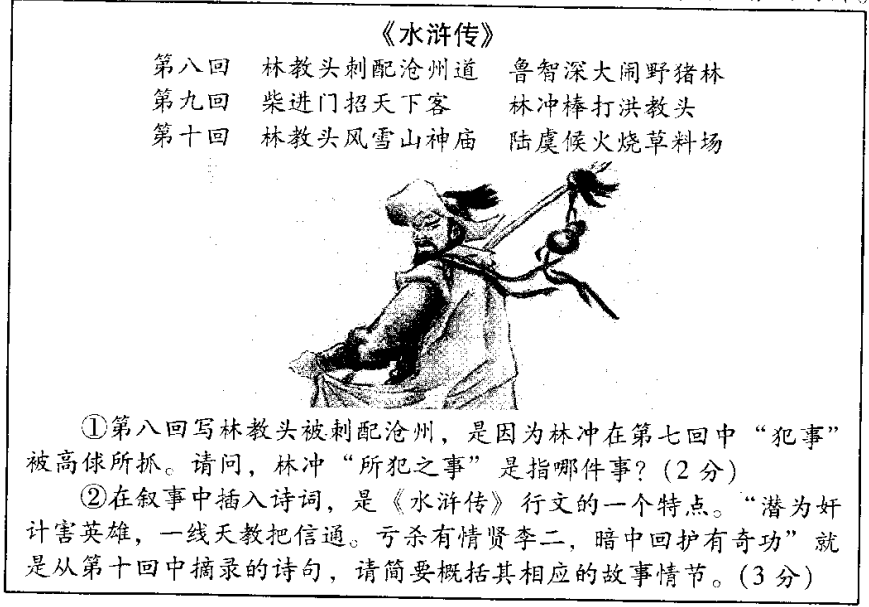 《水浒传》
第八回 林教头刺配沧州道 鲁智深大闹野猪林
第九回 柴进门招天下客 林冲棒打洪教头
第十回 林教头风雪山神庙 陆虞候火烧草料场
①第八回写林教头被刺配沧州，是因为林冲在第七回中“犯事”
被高俅所抓。请问，林冲“所犯之事”是指哪件事？(2分)
②在叙事中插入诗词，是《水浒传》行文的一个特点。“潜为奸
计害英雄，一线天教把信通。亏杀有情贤李二，暗中回护有奇功”就
是从第十回中摘录的诗句，请简要概括其相应的故事情节。(3分)